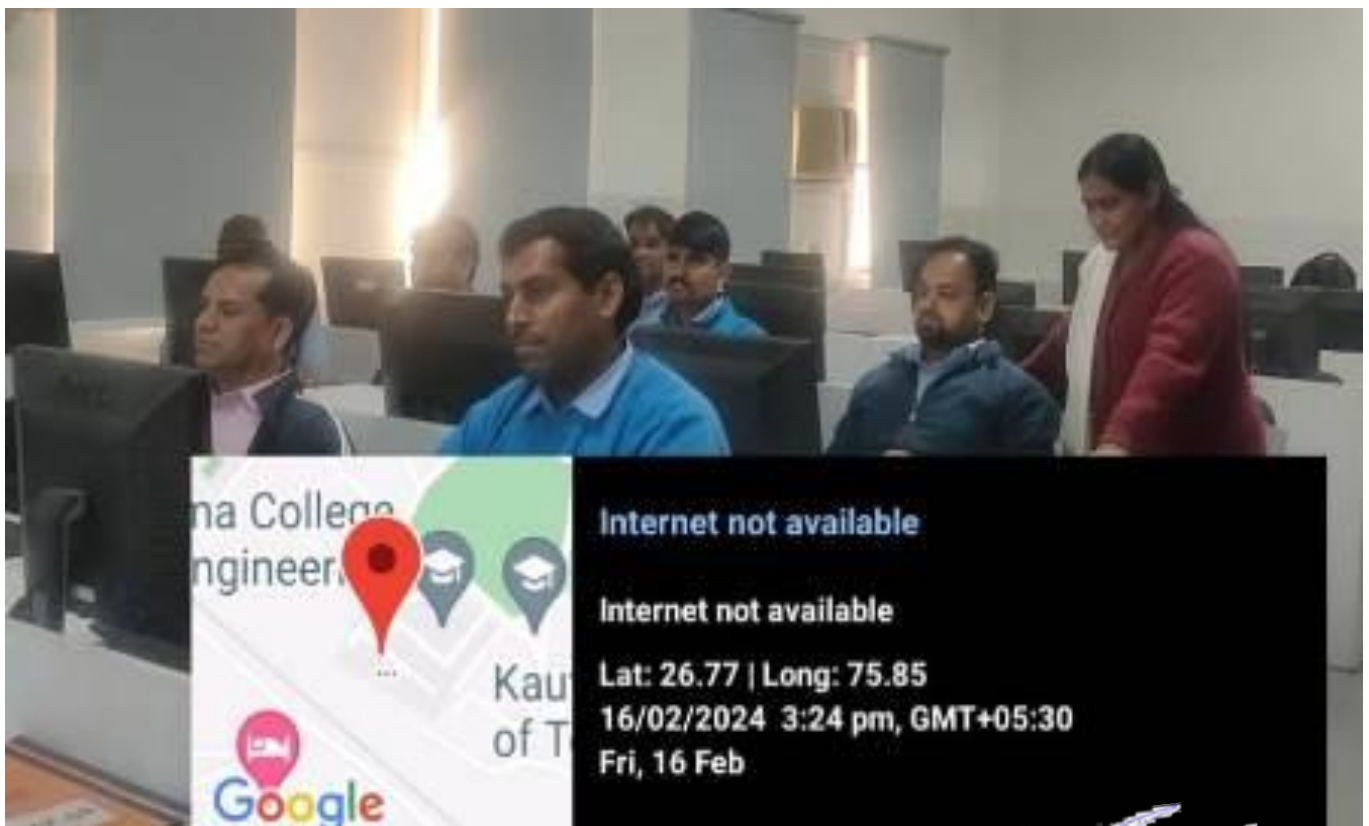 na College
ngineeri
Kau
of T
Google
Internet not available
Internet not available
Lat: 26.77 | Long: 75.85
16/02/2024 3:24 pm, GMT+05:30
Fri, 16 Feb